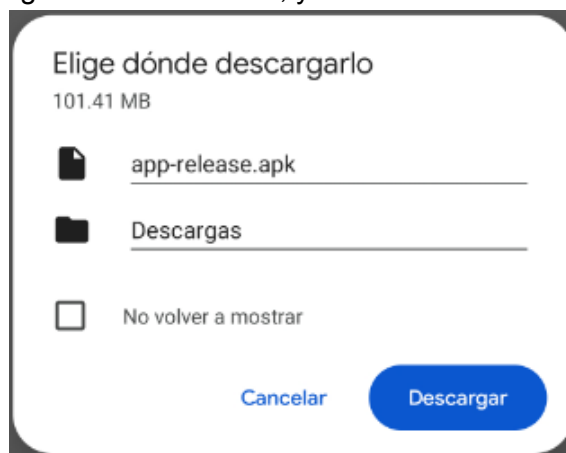 Elige dónde descargarlo
101.41 MB
app-release.apk
Descargas
No volver a mostrar
Cancelar
Descargar